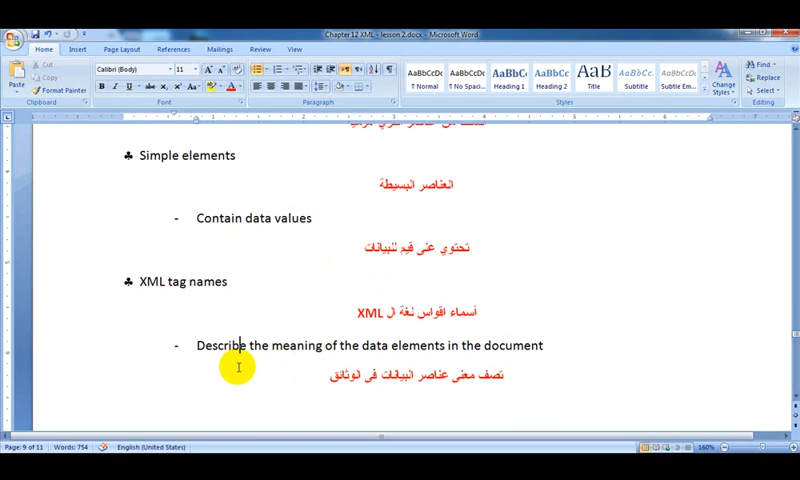 Chapter 12 XML - lesson 2.docx - Microsoft Word
Home Insert Page Layout References Mailings Review View
Paste Cut Copy Format Painter Clipboard
Calibri (Body) 11 Font
Paragraph
AaBbCcDc AaBbCcDc AaBbC AaBbCc AaB AaBbCc. AaBbCcDc
¶ Normal ¶ No Spaci... Heading 1 Heading 2 Title Subtitle Subtle Em...
Change Styles Styles
Find Replace Select Editing
♣ Simple elements
العناصر البسيطة
- Contain data values
تحتوي على قيم للبيانات
♣ XML tag names
أسماء اقواس لغة ال XML
- Describe the meaning of the data elements in the document
تصف معنى عناصر البيانات في الوثائق
Page: 9 of 11 Words: 754 English (United States) 160%